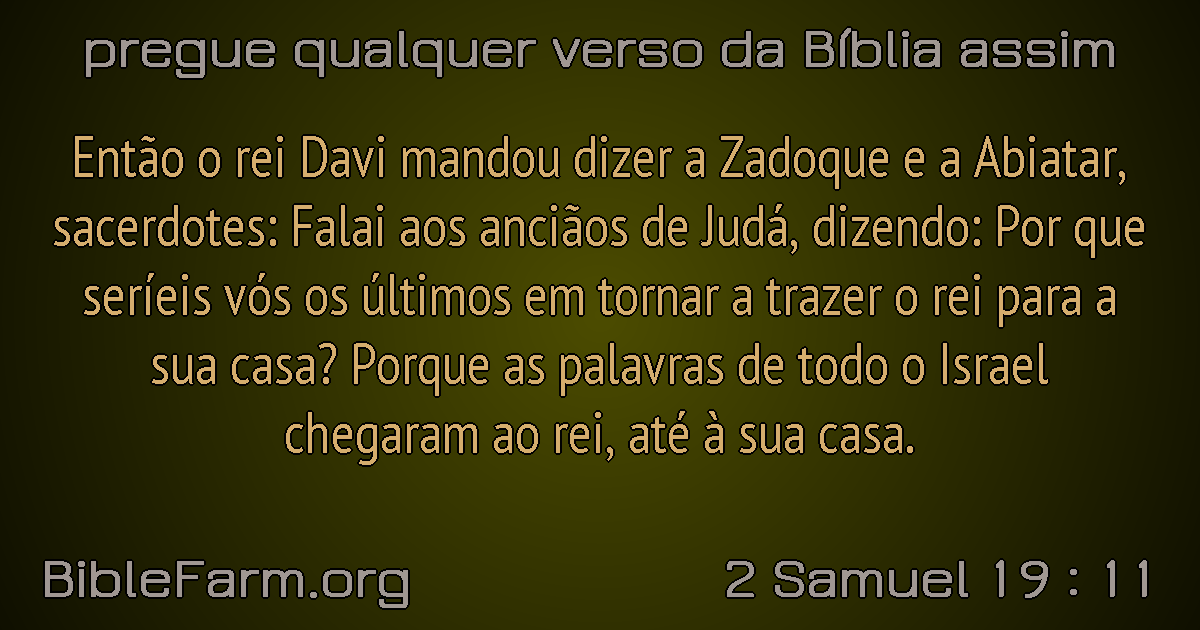 pregue qualquer verso da Bíblia assim
Então o rei Davi mandou dizer a Zadoque e a Abiatar,
sacerdotes: Falai aos anciãos de Judá, dizendo: Por que
seríeis vós os últimos em tornar a trazer o rei para a
sua casa? Porque as palavras de todo o Israel
chegaram ao rei, até à sua casa.
BibleFarm.org
2 Samuel 19 : 11